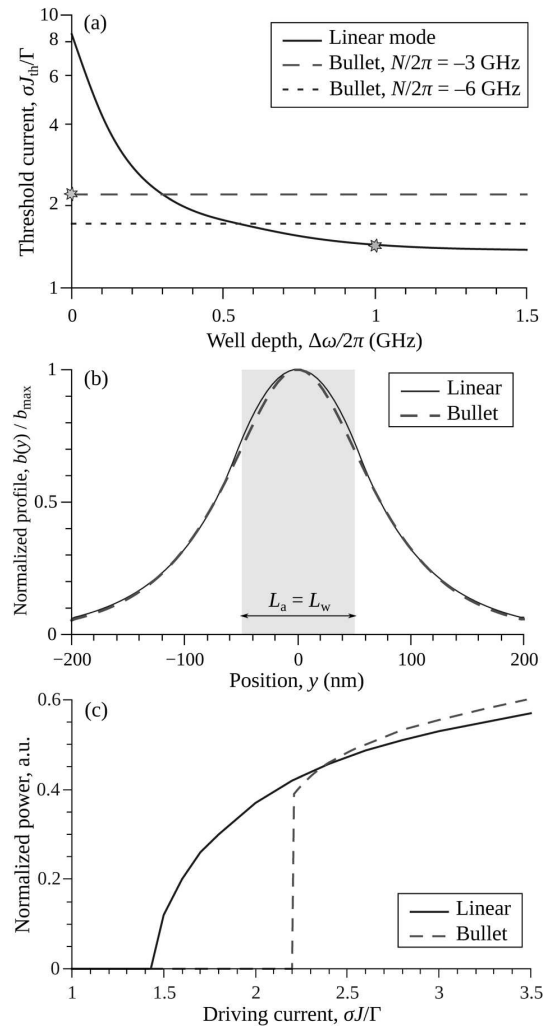 (a)
Threshold current, σJth/Γ
10
8
6
4
2
1
Linear mode
Bullet, N/2π = –3 GHz
Bullet, N/2π = –6 GHz
0
0.5
1
1.5
Well depth, Δω/2π (GHz)
(b)
Normalized profile, b(y) / bmax
1
0.5
0
Linear
Bullet
La = Lw
−200
−100
0
100
200
Position, y (nm)
(c)
Normalized power, a.u.
0.6
0.4
0.2
0
Linear
Bullet
1
1.5
2
2.5
3
3.5
Driving current, σJ/Γ